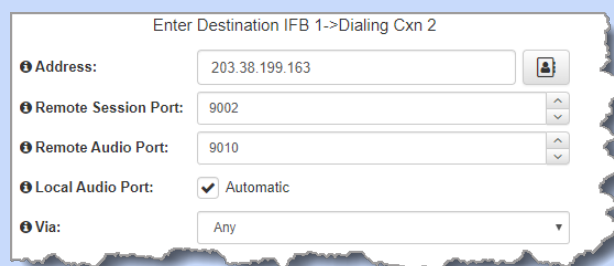 Enter Destination IFB 1->Dialing Cxn 2
Address: 203.38.199.163
Remote Session Port: 9002
Remote Audio Port: 9010
Local Audio Port: Automatic
Via: Any